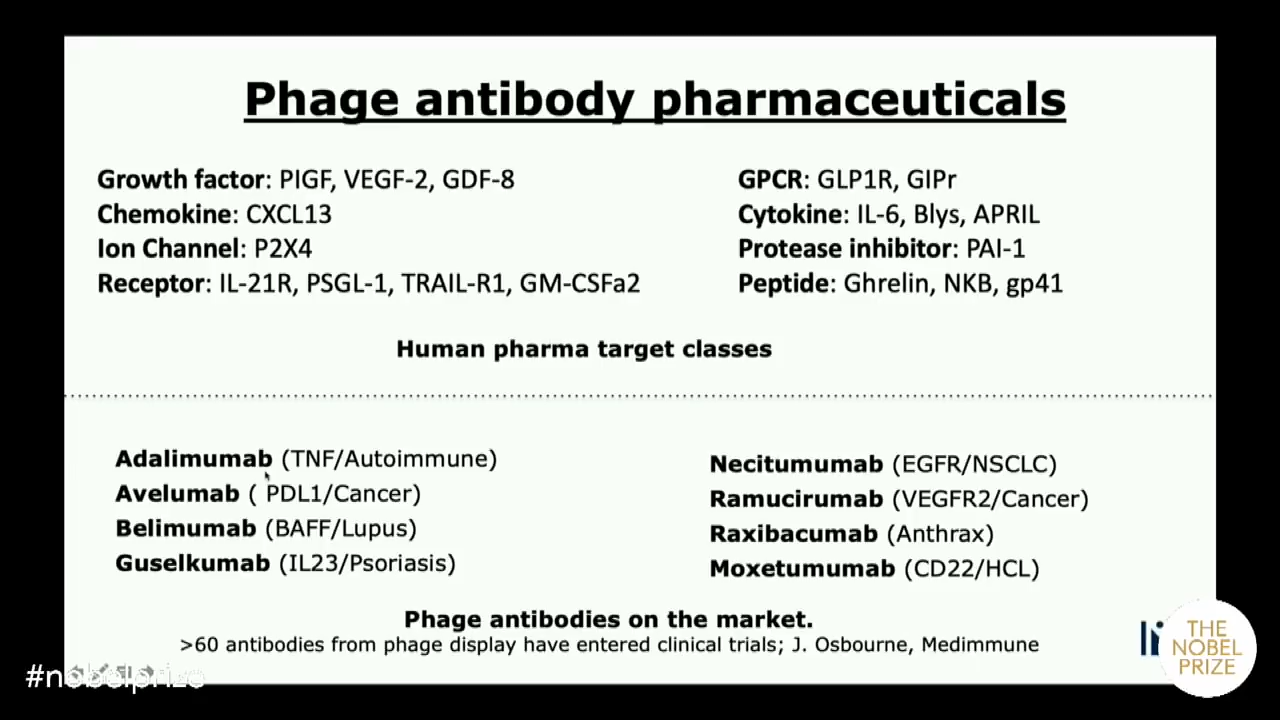 Phage antibody pharmaceuticals
Growth factor: PIGF, VEGF-2, GDF-8
Chemokine: CXCL13
Ion Channel: P2X4
Receptor: IL-21R, PSGL-1, TRAIL-R1, GM-CSFa2
GPCR: GLP1R, GIPr
Cytokine: IL-6, Blys, APRIL
Protease inhibitor: PAI-1
Peptide: Ghrelin, NKB, gp41
Human pharma target classes
Adalimumab (TNF/Autoimmune)
Avelumab ( PDL1/Cancer)
Belimumab (BAFF/Lupus)
Guselkumab (IL23/Psoriasis)
Necitumumab (EGFR/NSCLC)
Ramucirumab (VEGFR2/Cancer)
Raxibacumab (Anthrax)
Moxetumumab (CD22/HCL)
Phage antibodies on the market.
>60 antibodies from phage display have entered clinical trials; J. Osbourne, Medimmune
#nobelprize
THE
NOBEL
PRIZE